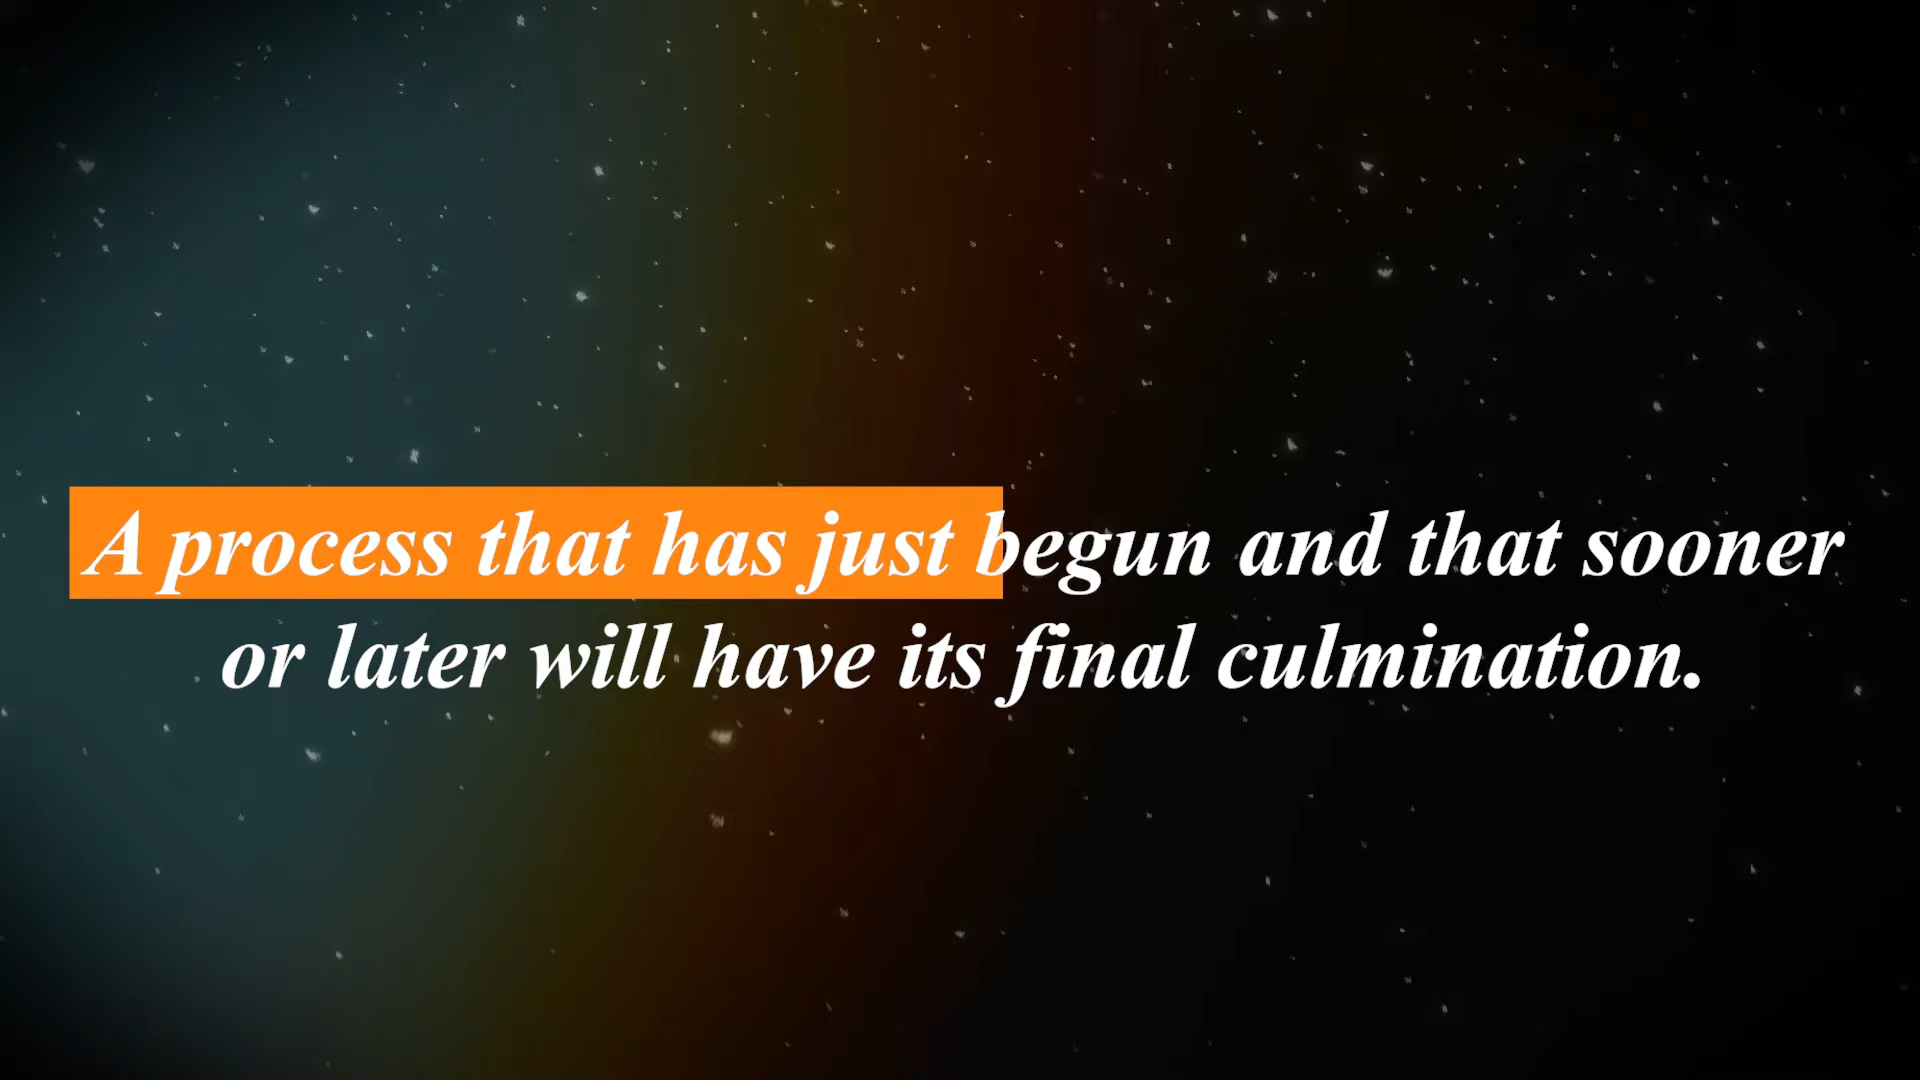 A process that has just begun and that sooner
or later will have its final culmination.